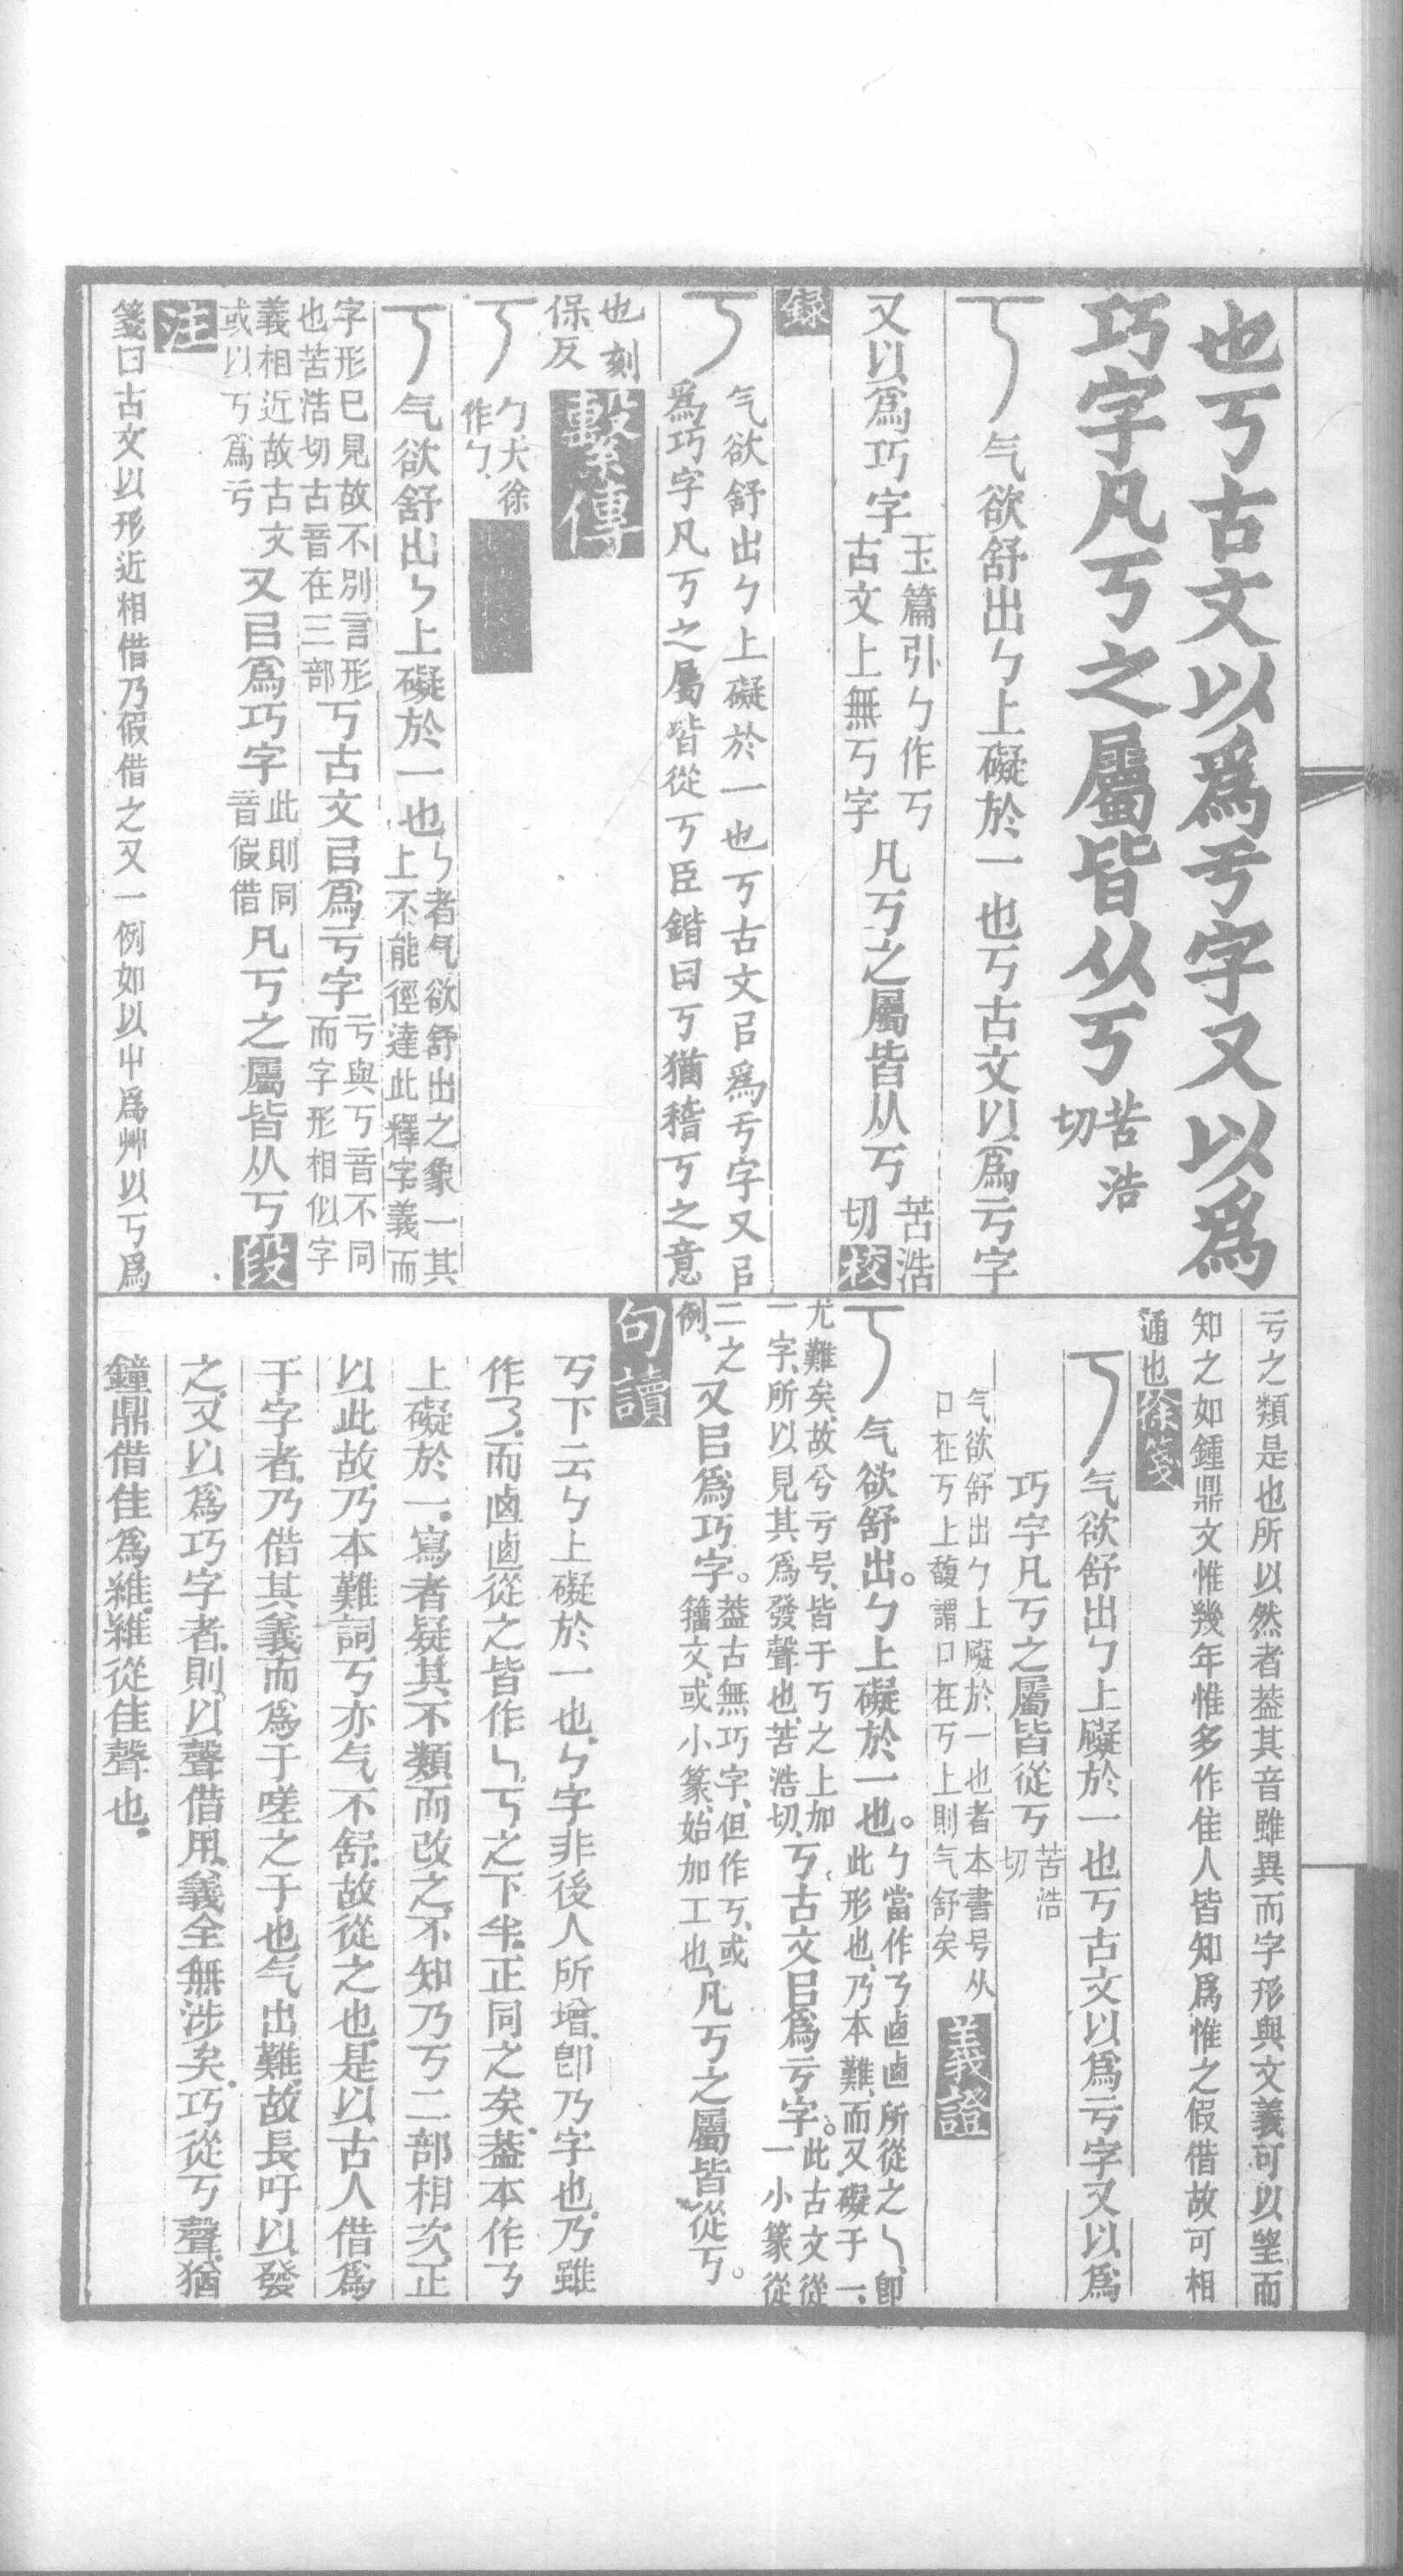 也丂古文以爲亏字又以爲
巧字凡丂之屬皆从丂苦浩
切
丂气欲舒出ㄅ上礙於一也丂古文以爲亏字
又以爲巧字玉篇引ㄅ作丂
古文上無丂字凡丂之屬皆从丂苦浩
切校
録
丂气欲舒出ㄅ上礙於一也丂古文㠯爲亏字又㠯
爲巧字凡丂之屬皆從丂臣鍇曰丂猶稽丂之意
也刻
保反繫傳
丂ㄅ大徐
作ㄅ
丂气欲舒出ㄣ上礙於一也ㄣ者气欲舒出之象一其
上不能徑達此釋字義而
字形已見故不別言形
也苦浩切古音在三部丂古文㠯爲亏字亏與丂音不同
而字形相似字
義相近故古文
或以丂爲亏又㠯爲巧字此則同
音假借凡丂之屬皆从丂段
注
箋曰古文以形近相借乃假借之又一例如以屮爲艸以丂爲
亏之類是也所以然者葢其音雖異而字形與文義可以朢而
知之如鍾鼎文惟幾年惟多作隹人皆知爲惟之假借故可相
通也徐箋
丂气欲舒出ㄅ上礙於一也丂古文以爲亏字又以爲
巧字凡丂之屬皆從丂苦浩
切
气欲舒出ㄅ上礙於一也者本書号从
口在丂上馥謂口在丂上則气舒矣義證
丂气欲舒出。ㄅ上礙於一也。ㄅ當作㇋卥卥所從之ㄟ、卽
此形也、乃本難、而又礙于一、
尤難矣、故兮亏号、皆于丂之上加
一字、所以見其爲發聲也、苦浩切、丂古文㠯爲亏字。此古文從
一小篆從
二之
例、又㠯爲巧字。葢古無巧字、但作丂、或
籀文、或小篆、始加工也、凡丂之屬皆從丂。
句讀
丂下云ㄅ上礙於一也、ㄣ字非後人所增、卽乃字也、乃雖
作㇋、而卥卥從之皆作ㄟ、丂之下半、正同之矣、葢本作㇋
上礙於一、寫者疑其不類、而改之、不知乃丂二部相次、正
以此故、乃本難詞、丂亦气不舒、故從之也、是以古人借爲
于字者、乃借其義而爲于嗟之于也、气出難、故長吁以發
之、又以爲巧字者、則以聲借用、義全無涉矣、巧從丂聲、猶
鐘鼎借隹爲維、維從隹聲也、